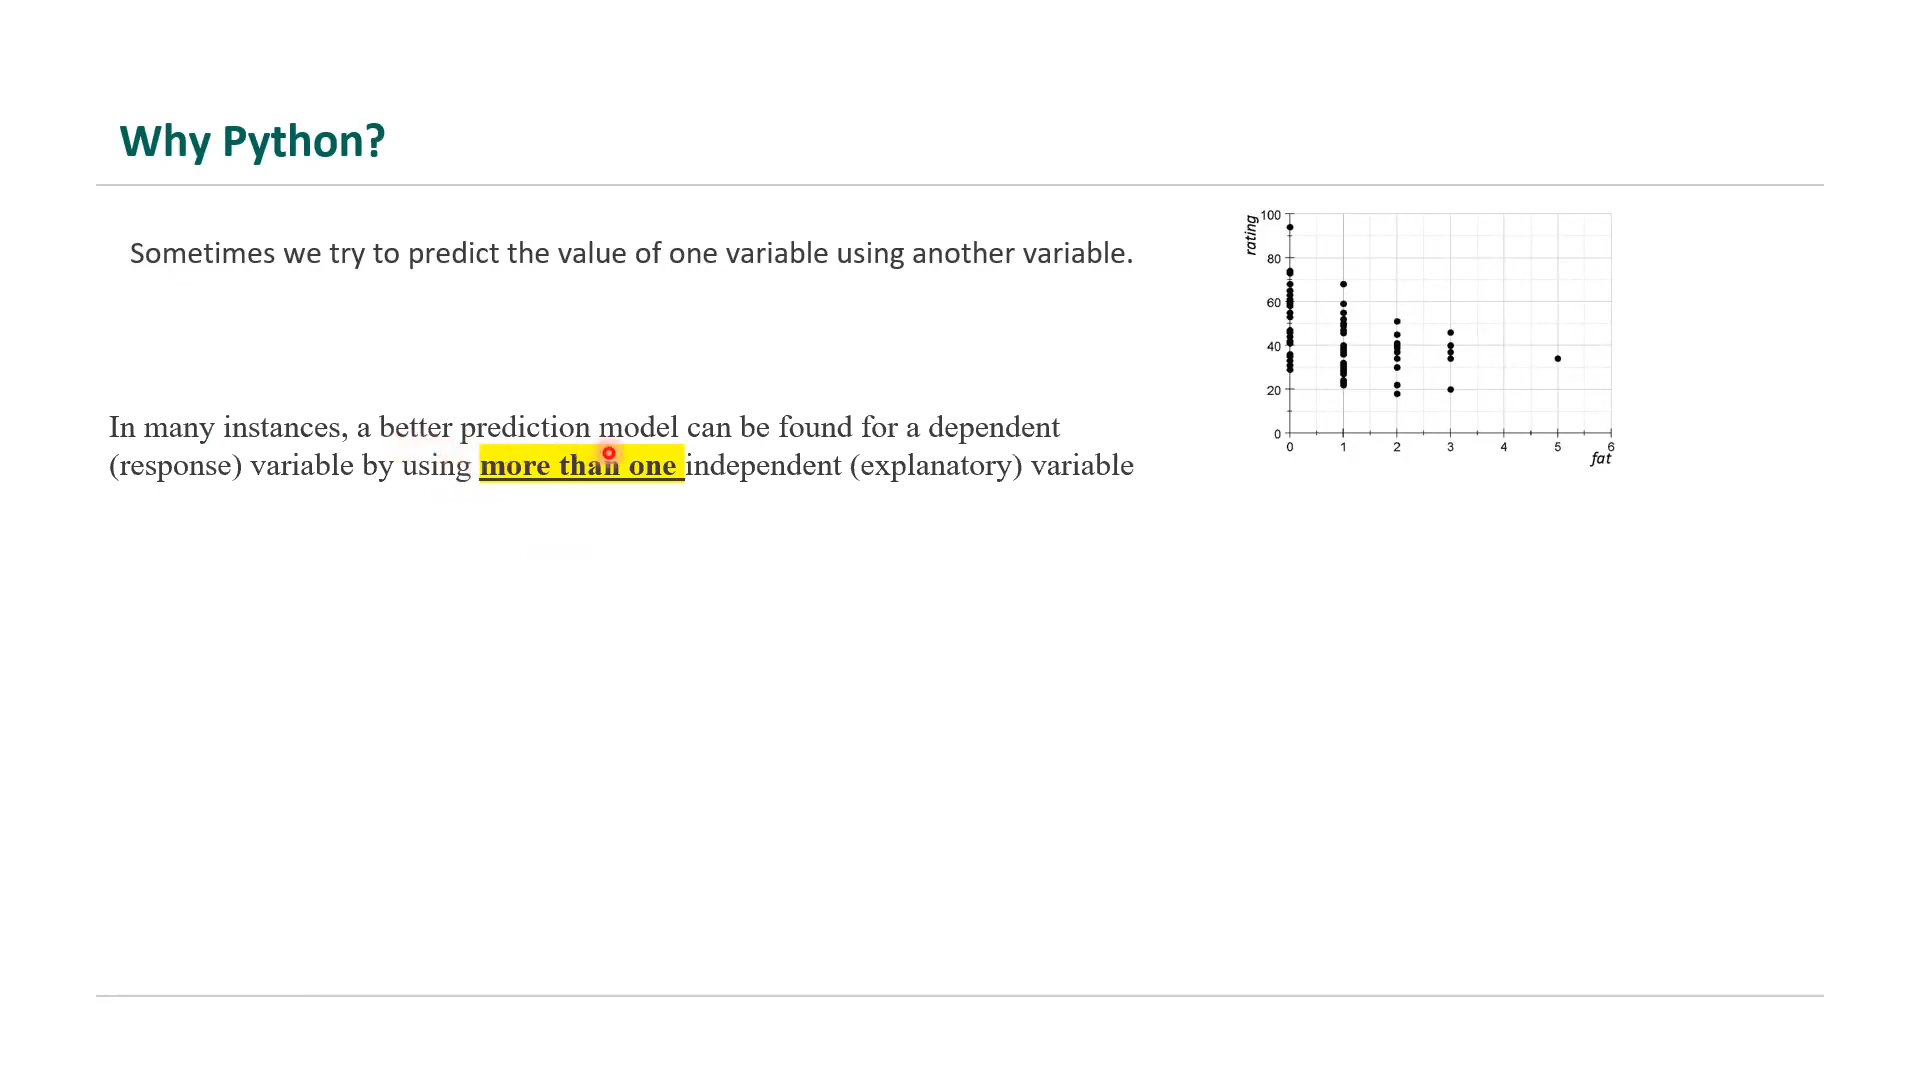 Why Python?
Sometimes we try to predict the value of one variable using another variable.
In many instances, a better prediction model can be found for a dependent
(response) variable by using more than one independent (explanatory) variable
rating
100
80
60
40
20
0
0 1 2 3 4 5 6
fat